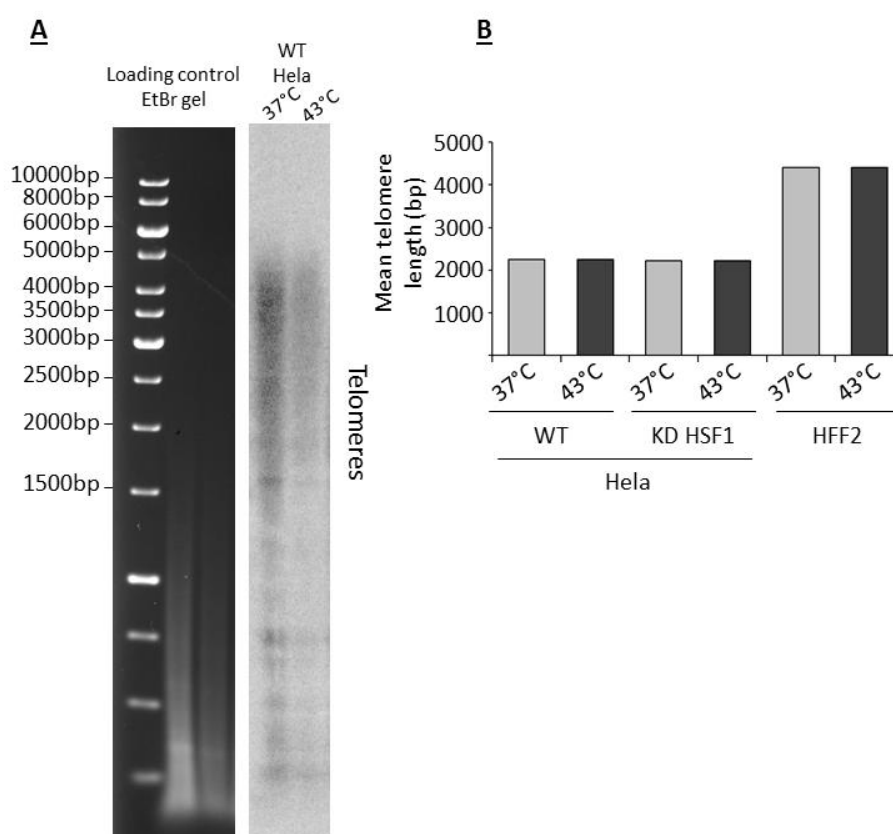 A
Loading control
EtBr gel
WT
Hela
37°C 43°C
10000bp
8000bp
6000bp
5000bp
4000bp
3500bp
3000bp
2500bp
2000bp
1500bp
Telomeres
B
Mean telomere
length (bp)
5000
4000
3000
2000
1000
37°C 43°C 37°C 43°C 37°C 43°C
WT KD HSF1 HFF2
Hela